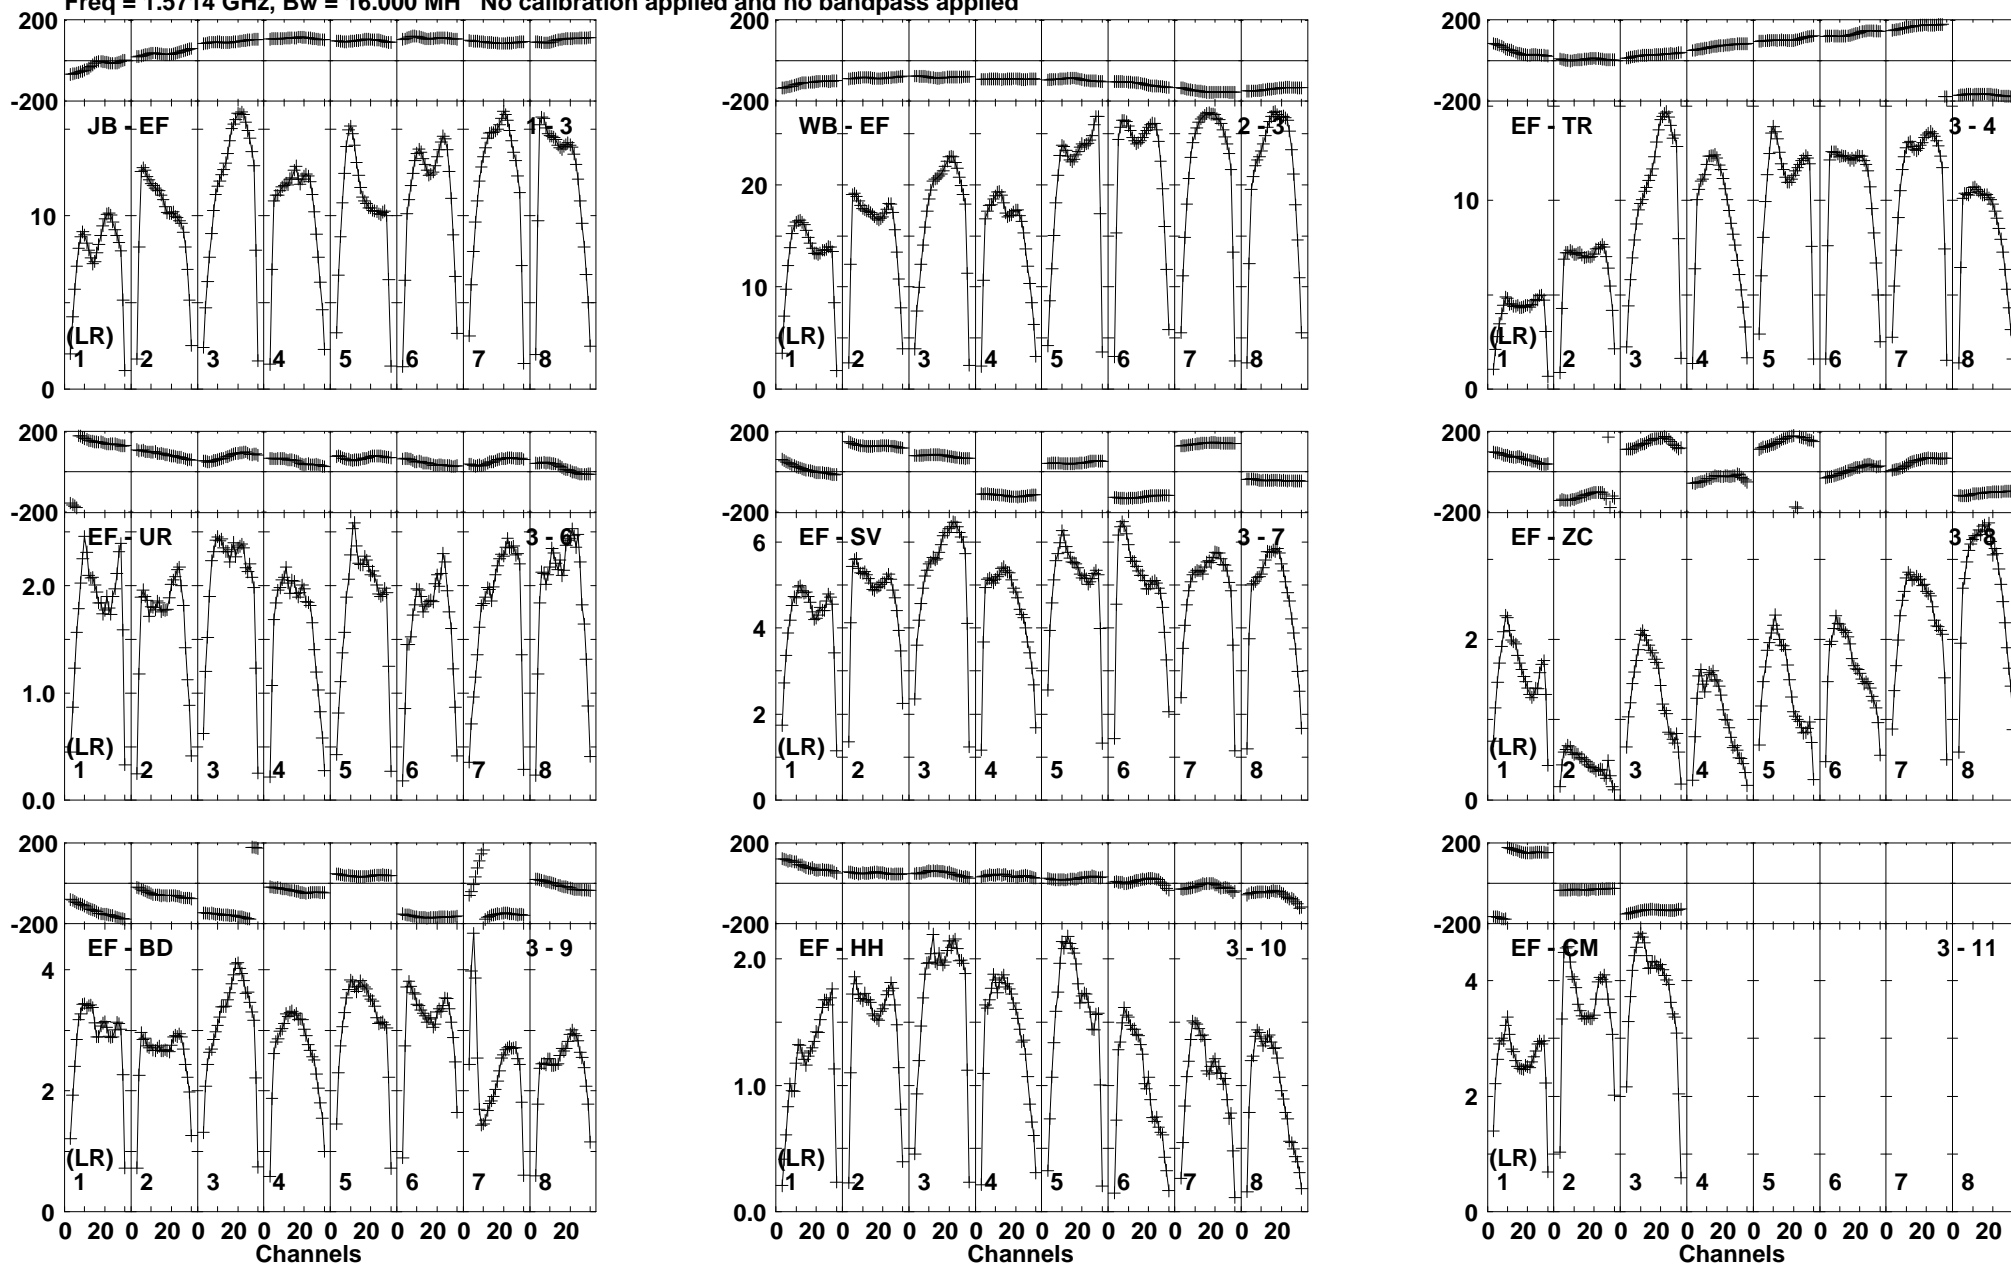 Freq = 1.5714 GHz, Bw = 16.000 MH No calibration applied and no bandpass applied
200 200 200
-200 -200 -200
JB - EF 1 - 3 WB - EF 2 - 3 EF - TR 3 - 4
20
10 10
10
(LR) (LR) (LR)
1 2 3 4 5 6 7 8 1 2 3 4 5 6 7 8 1 2 3 4 5 6 7 8
0 0 0
200 200 200
-200 -200 -200
EF - UR 3 - 6 EF - SV 3 - 7 EF - ZC 3 - 8
6
2.0
4
2
1.0
2
(LR) (LR) (LR)
1 2 3 4 5 6 7 8 1 2 3 4 5 6 7 8 1 2 3 4 5 6 7 8
0.0 0 0
200 200 200
-200 -200 -200
EF - BD 3 - 9 EF - HH 3 - 10 EF - CM 3 - 11
4 2.0 4
2 1.0 2
(LR) (LR) (LR)
1 2 3 4 5 6 7 8 1 2 3 4 5 6 7 8 1 2 3 4 5 6 7 8
0 0.0 0
0 20 0 20 0 20 0 20 0 20 0 20 0 20 0 20 0 20 0 20 0 20 0 20 0 20 0 20 0 20 0 20 0 20 0 20 0 20 0 20 0 20 0 20 0 20 0 20
Channels Channels Channels